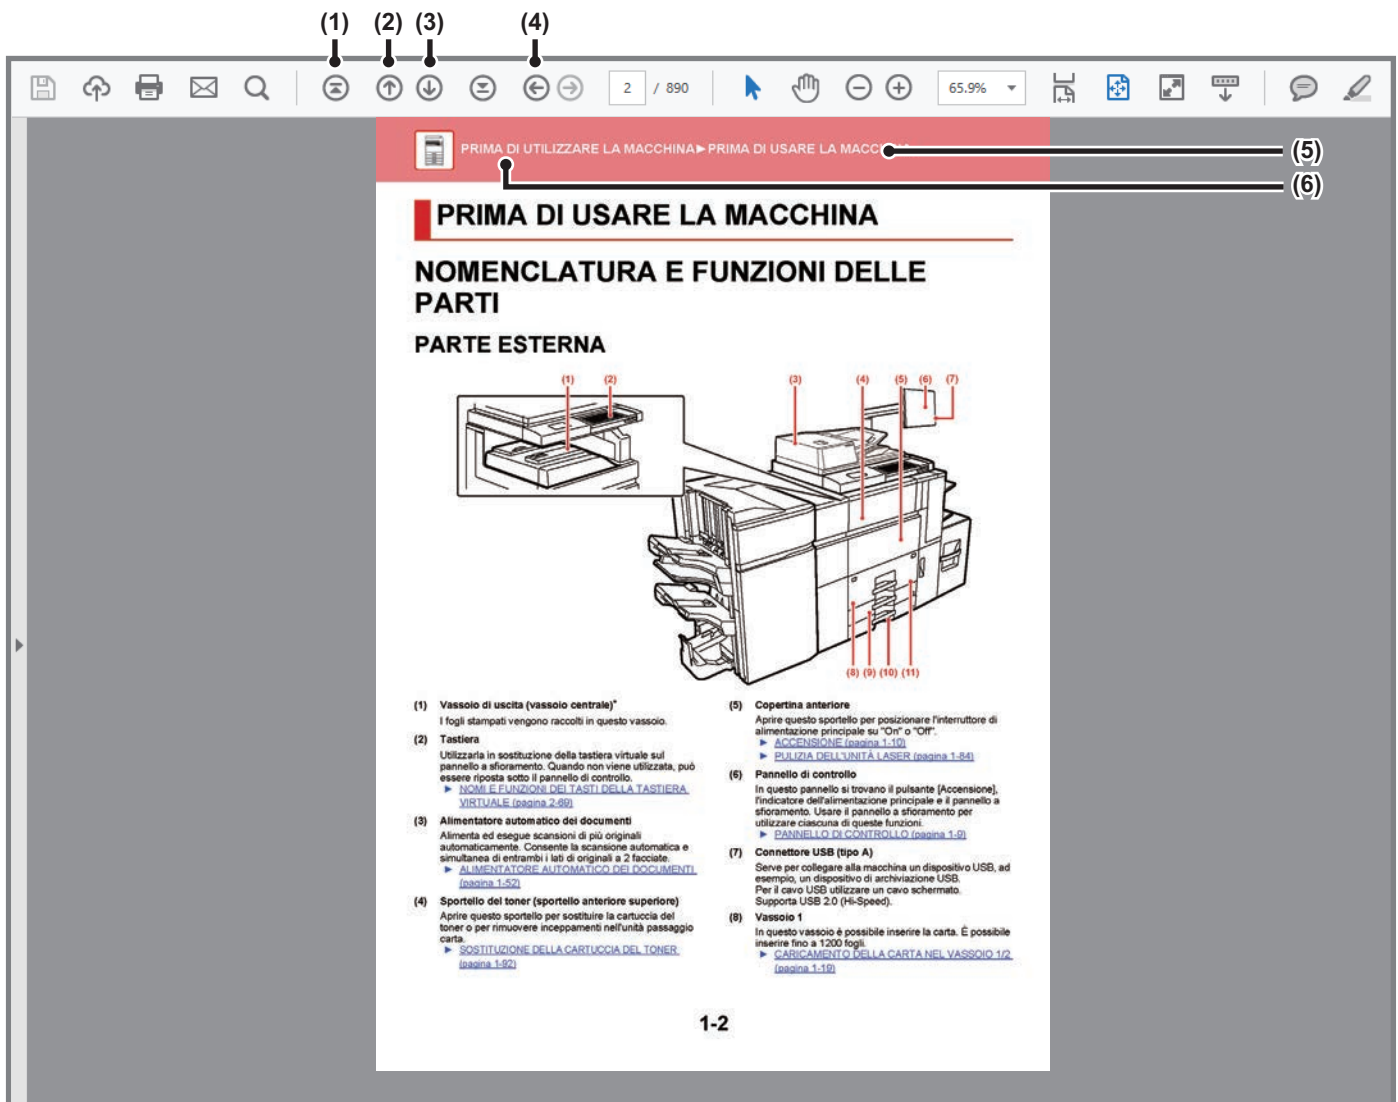 (1) (2) (3) (4)
2 / 890 65.9%
PRIMA DI UTILIZZARE LA MACCHINA►PRIMA DI USARE LA
(5)
(6)
PRIMA DI USARE LA MACCHINA
NOMENCLATURA E FUNZIONI DELLE
PARTI
PARTE ESTERNA
(1) (2) (3) (4) (5) (6) (7)
(8) (9) (10) (11)
(1) Vassoio di uscita (vassoio centrale)*
I fogli stampati vengono raccolti in questo vassoio.
(2) Tastiera
Utilizzarla in sostituzione della tastiera virtuale sul
pannello a sfioramento. Quando non viene utilizzata, può
essere riposta sotto il pannello di controllo.
► NOMI E FUNZIONI DEI TASTI DELLA TASTIERA
VIRTUALE (pagina 2-69)
(3) Alimentatore automatico dei documenti
Alimenta ed esegue scansioni di più originali
automaticamente. Consente la scansione automatica e
simultanea di entrambi i lati di originali a 2 facciate.
► ALIMENTATORE AUTOMATICO DEI DOCUMENTI
(pagina 1-52)
(4) Sportello del toner (sportello anteriore superiore)
Aprire questo sportello per sostituire la cartuccia del
toner o per rimuovere inceppamenti nell'unità passaggio
carta.
► SOSTITUZIONE DELLA CARTUCCIA DEL TONER
(pagina 1-92)
(5) Copertina anteriore
Aprire questo sportello per posizionare l'interruttore di
alimentazione principale su "On" o "Off".
► ACCENSIONE (pagina 1-10)
► PULIZIA DELL'UNITÀ LASER (pagina 1-84)
(6) Pannello di controllo
In questo pannello si trovano il pulsante [Accensione],
l'indicatore dell'alimentazione principale e il pannello a
sfioramento. Usare il pannello a sfioramento per
utilizzare ciascuna di queste funzioni.
► PANNELLO DI CONTROLLO (pagina 1-9)
(7) Connettore USB (tipo A)
Serve per collegare alla macchina un dispositivo USB, ad
esempio, un dispositivo di archiviazione USB.
Per il cavo USB utilizzare un cavo schermato.
Supporta USB 2.0 (Hi-Speed).
(8) Vassoio 1
In questo vassoio è possibile inserire la carta. È possibile
inserire fino a 1200 fogli.
► CARICAMENTO DELLA CARTA NEL VASSOIO 1/2
(pagina 1-19)
1-2